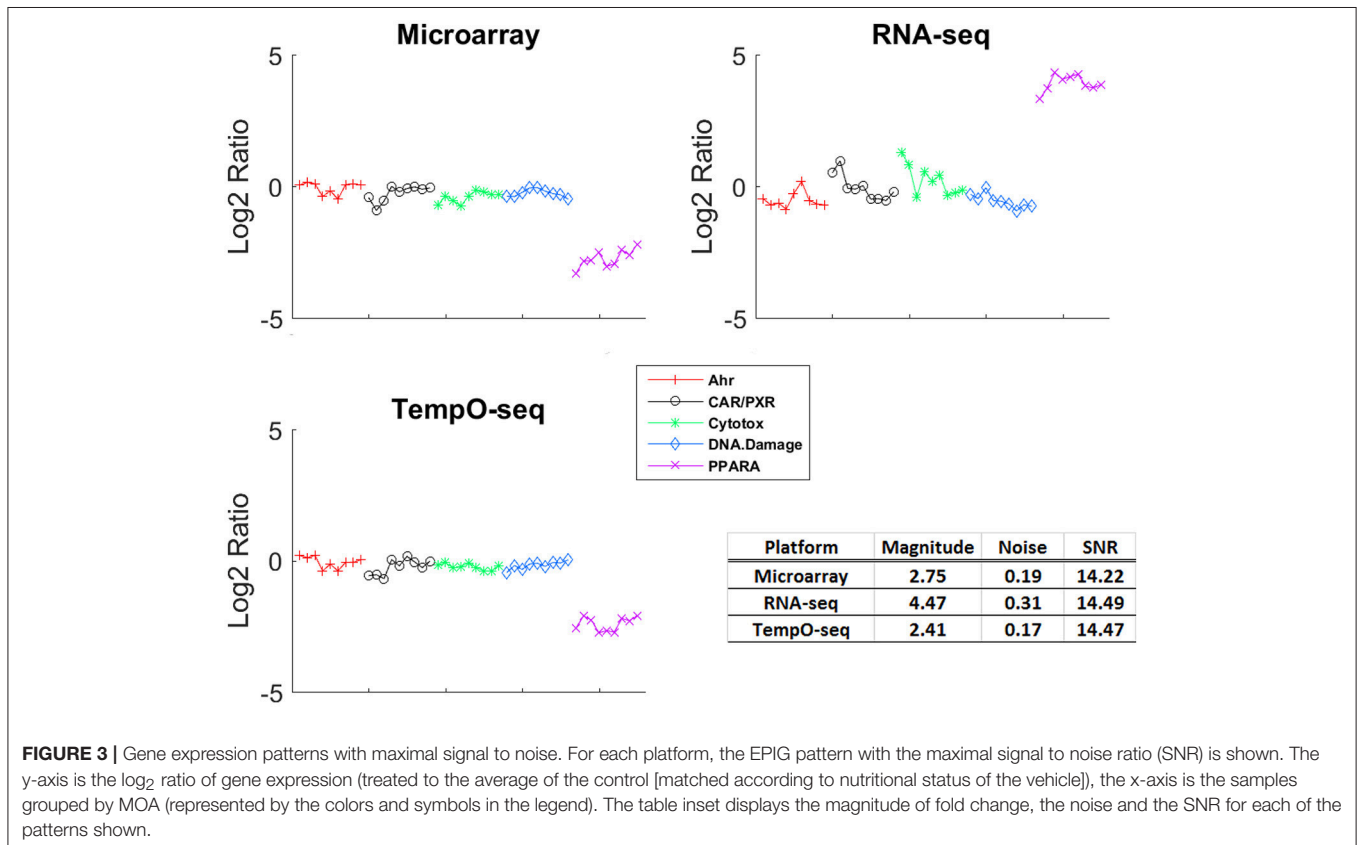 Microarray
5
0
-5
Log2 Ratio
RNA-seq
5
0
-5
Log2 Ratio
TempO-seq
5
0
-5
Log2 Ratio
Ahr
CAR/PXR
Cytotox
DNA.Damage
PPARA
Platform Magnitude Noise SNR
Microarray 2.75 0.19 14.22
RNA-seq 4.47 0.31 14.49
TempO-seq 2.41 0.17 14.47
FIGURE 3 | Gene expression patterns with maximal signal to noise. For each platform, the EPIG pattern with the maximal signal to noise ratio (SNR) is shown. The
y-axis is the log2 ratio of gene expression (treated to the average of the control [matched according to nutritional status of the vehicle]), the x-axis is the samples
grouped by MOA (represented by the colors and symbols in the legend). The table inset displays the magnitude of fold change, the noise and the SNR for each of the
patterns shown.